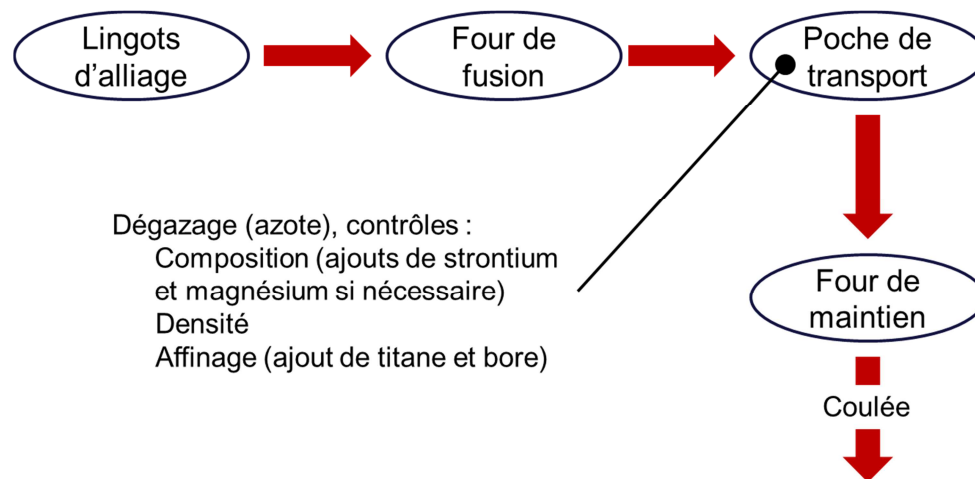 Lingots
d’alliage
Four de
fusion
Poche de
transport
Dégazage (azote), contrôles :
Composition (ajouts de strontium
et magnésium si nécessaire)
Densité
Affinage (ajout de titane et bore)
Four de
maintien
Coulée